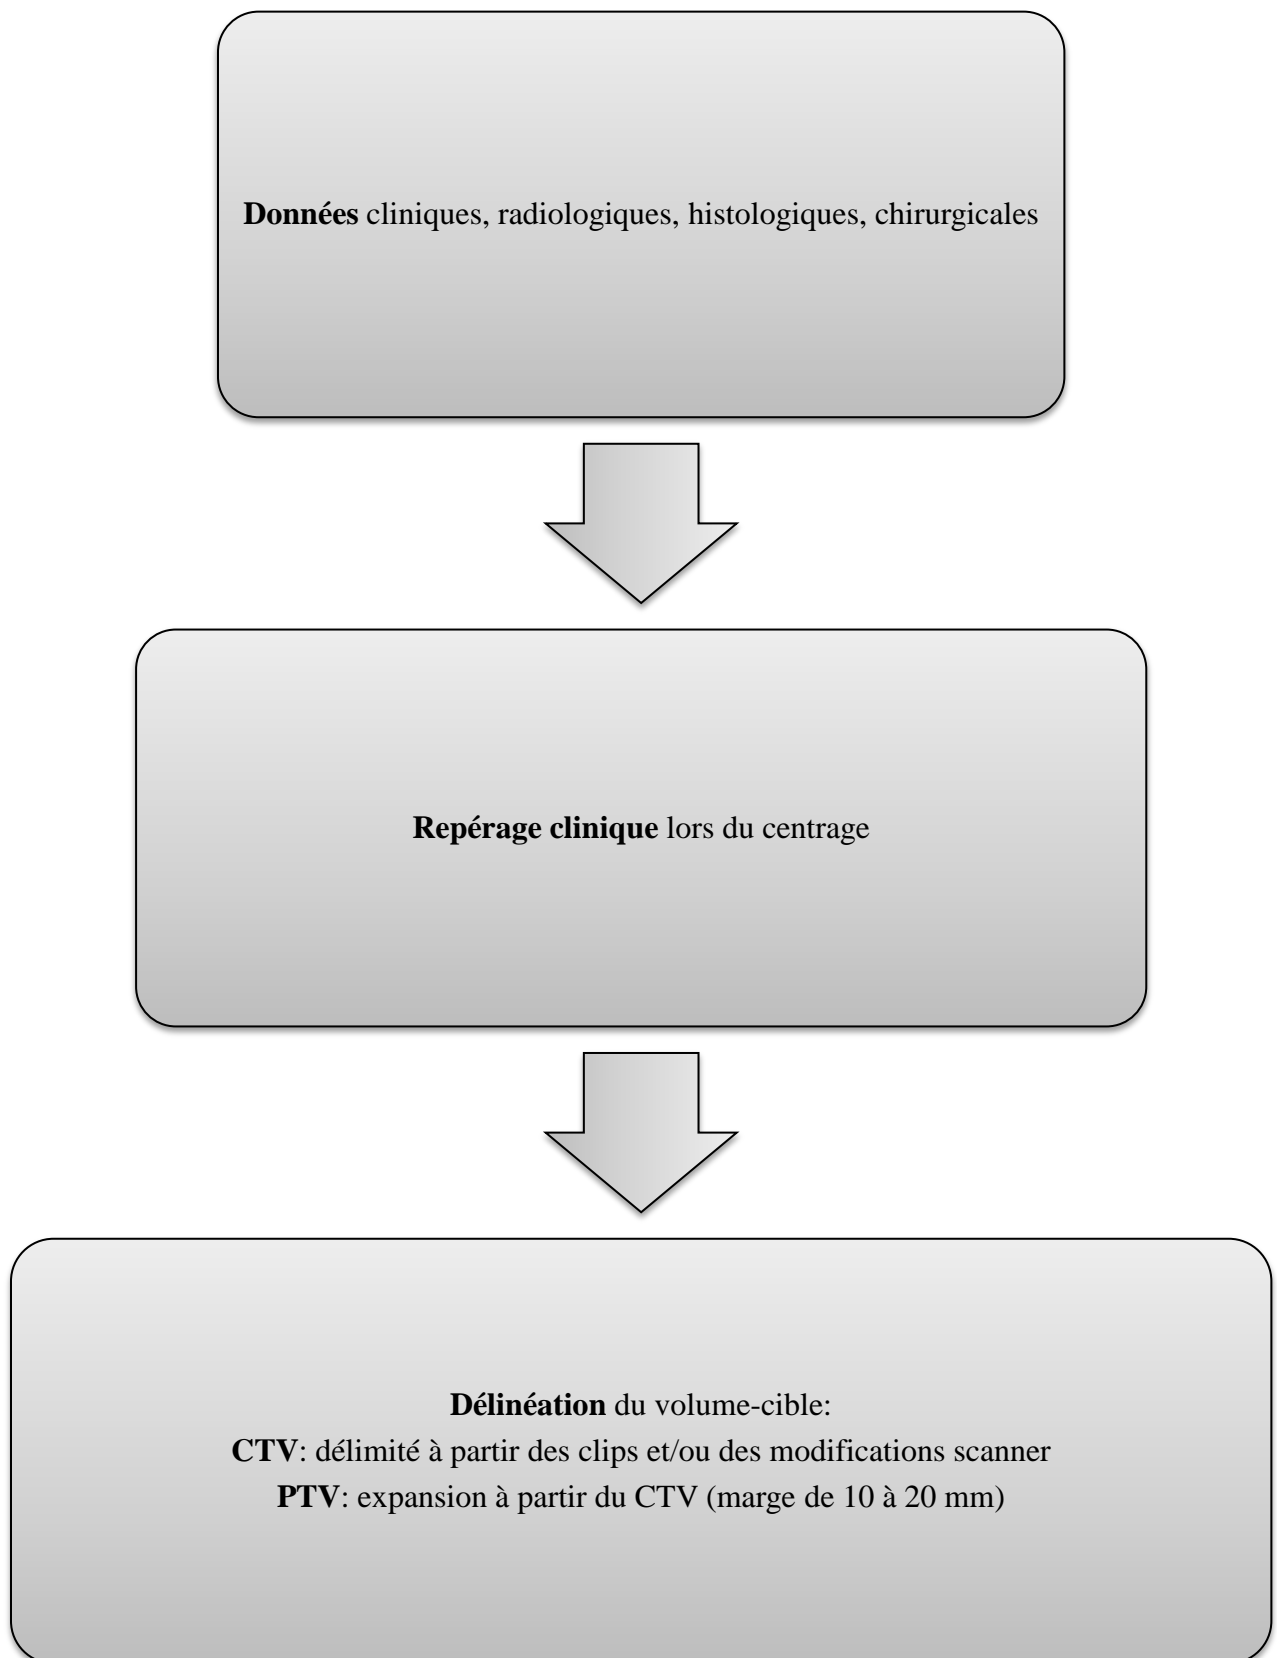 Données cliniques, radiologiques, histologiques, chirurgicales
Repérage clinique lors du centrage
Délinéation du volume-cible:
CTV: délimité à partir des clips et/ou des modifications scanner
PTV: expansion à partir du CTV (marge de 10 à 20 mm)